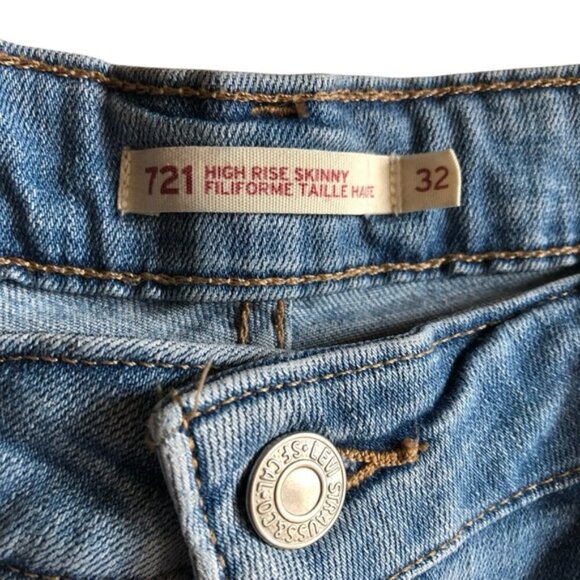 721
HIGH RISE SKINNY
FILIFORME TAILLE HAUTE
32
LEVI STRAUSS & CO.
S.F. CAL